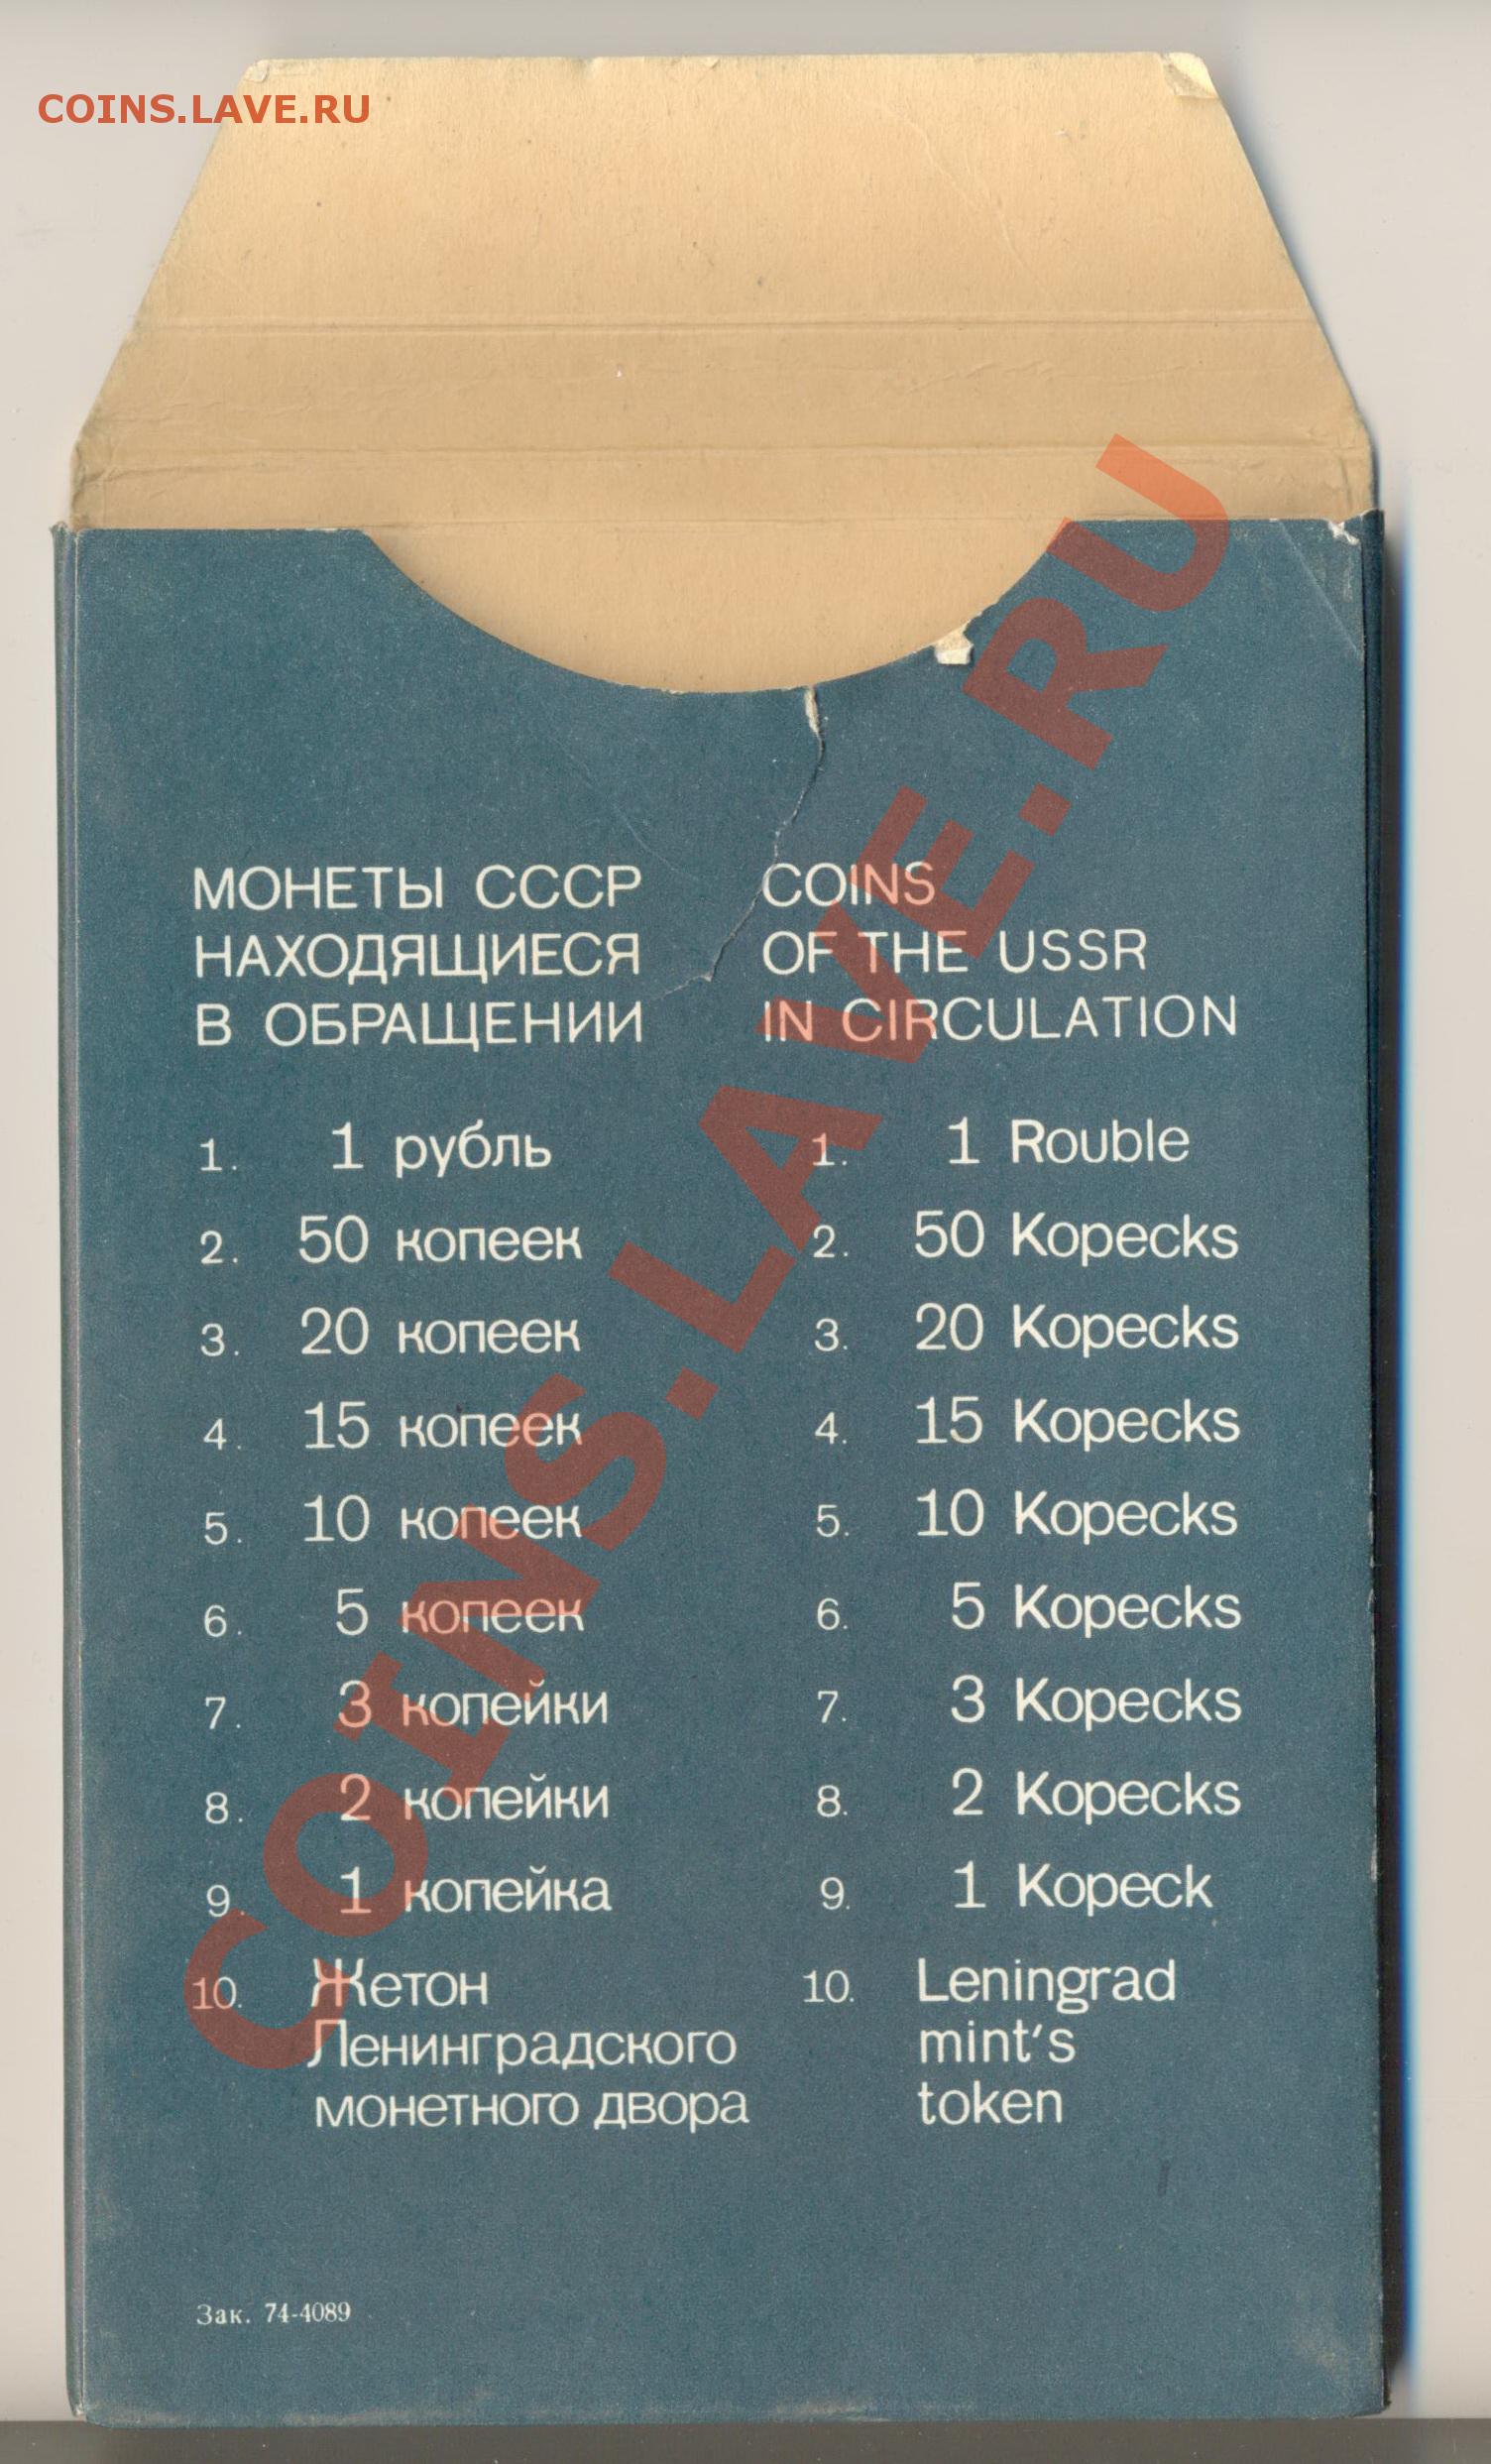 COINS.LAVE.RU
МОНЕТЫ СССР
НАХОДЯЩИЕСЯ
В ОБРАЩЕНИИ
1. 1 рубль
2. 50 копеек
3. 20 копеек
4. 15 копеек
5. 10 копеек
6. 5 копеек
7. 3 копейки
8. 2 копейки
9. 1 копейка
10. Жетон
Ленинградского
монетного двора
COINS
OF THE USSR
IN CIRCULATION
1. 1 Rouble
2. 50 Kopecks
3. 20 Kopecks
4. 15 Kopecks
5. 10 Kopecks
6. 5 Kopecks
7. 3 Kopecks
8. 2 Kopecks
9. 1 Kopeck
10. Leningrad
mint's
token
Зак. 74-4089
COINS.LAVE.RU